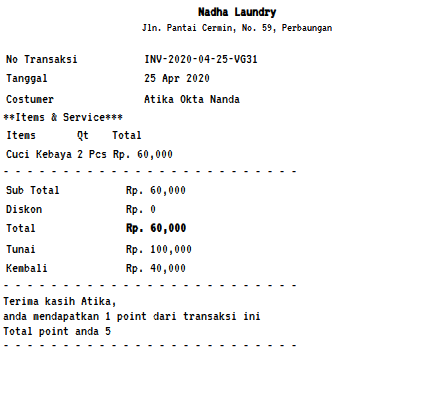 Nadha Laundry
Jln. Pantai Cermin, No. 59, Perbaungan
No Transaksi INV-2020-04-25-VG31
Tanggal 25 Apr 2020
Costumer Atika Okta Nanda
**Items & Service***
Items Qt Total
Cuci Kebaya 2 Pcs Rp. 60,000
- - - - - - - - - - - - - - - - - - - - - - - - -
Sub Total Rp. 60,000
Diskon Rp. 0
Total Rp. 60,000
Tunai Rp. 100,000
Kembali Rp. 40,000
- - - - - - - - - - - - - - - - - - - - - - - - -
Terima kasih Atika,
anda mendapatkan 1 point dari transaksi ini
Total point anda 5
- - - - - - - - - - - - - - - - - - - - - - - - -